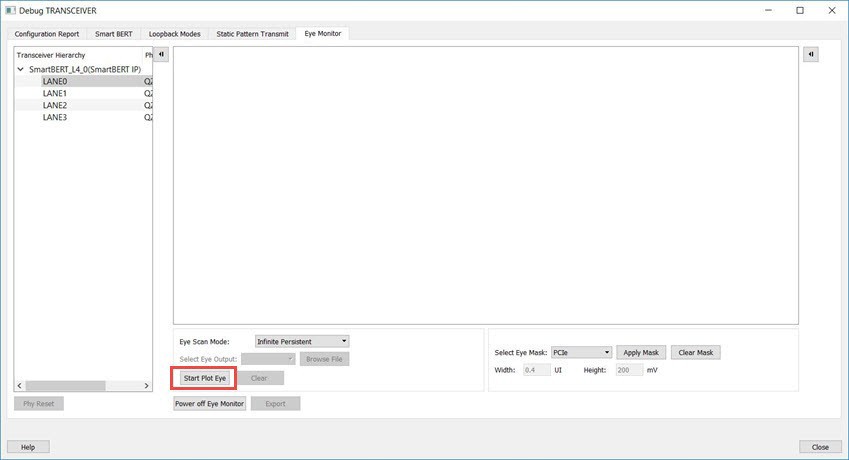 Debug TRANSCEIVER
Configuration Report Smart BERT Loopback Modes Static Pattern Transmit Eye Monitor
Transceiver Hierarchy Ph
SmartBERT_L4_0(SmartBERT IP)
LANE0 Q2
LANE1 Q2
LANE2 Q2
LANE3 Q2
Eye Scan Mode: Infinite Persistent
Select Eye Output: Browse File
Start Plot Eye Clear
Select Eye Mask: PCIe Apply Mask Clear Mask
Width: 0.4 UI Height: 200 mV
Phy Reset Power off Eye Monitor Export
Help Close